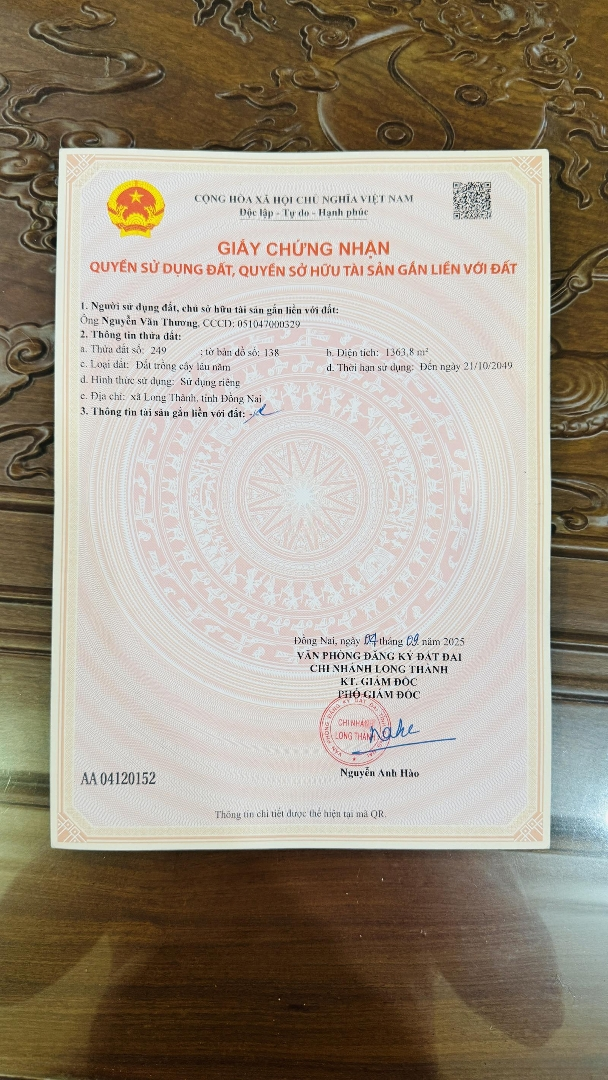 CỘNG HÒA XÃ HỘI CHỦ NGHĨA VIỆT NAM
Độc lập - Tự do - Hạnh phúc
GIẤY CHỨNG NHẬN
QUYỀN SỬ DỤNG ĐẤT, QUYỀN SỞ HỮU TÀI SẢN GẮN LIỀN VỚI ĐẤT
1. Người sử dụng đất, chủ sở hữu tài sản gắn liền với đất:
Ông Nguyễn Văn Thương, CCCD: 051047000329
2. Thông tin thửa đất:
a. Thửa đất số: 249 ; tờ bản đồ số: 138 b. Diện tích: 1363,8 m²
c. Loại đất: Đất trồng cây lâu năm d. Thời hạn sử dụng: Đến ngày 21/10/2049
đ. Hình thức sử dụng: Sử dụng riêng
e. Địa chỉ: xã Long Thành, tỉnh Đồng Nai
3. Thông tin tài sản gắn liền với đất: -/-
Đồng Nai, ngày 04 tháng 09 năm 2025
VĂN PHÒNG ĐĂNG KÝ ĐẤT ĐAI
CHI NHÁNH LONG THÀNH
KT. GIÁM ĐỐC
PHÓ GIÁM ĐỐC
CHI NHÁNH
LONG THÀNH
Nguyễn Anh Hào
AA 04120152
Thông tin chi tiết được thể hiện tại mã QR.